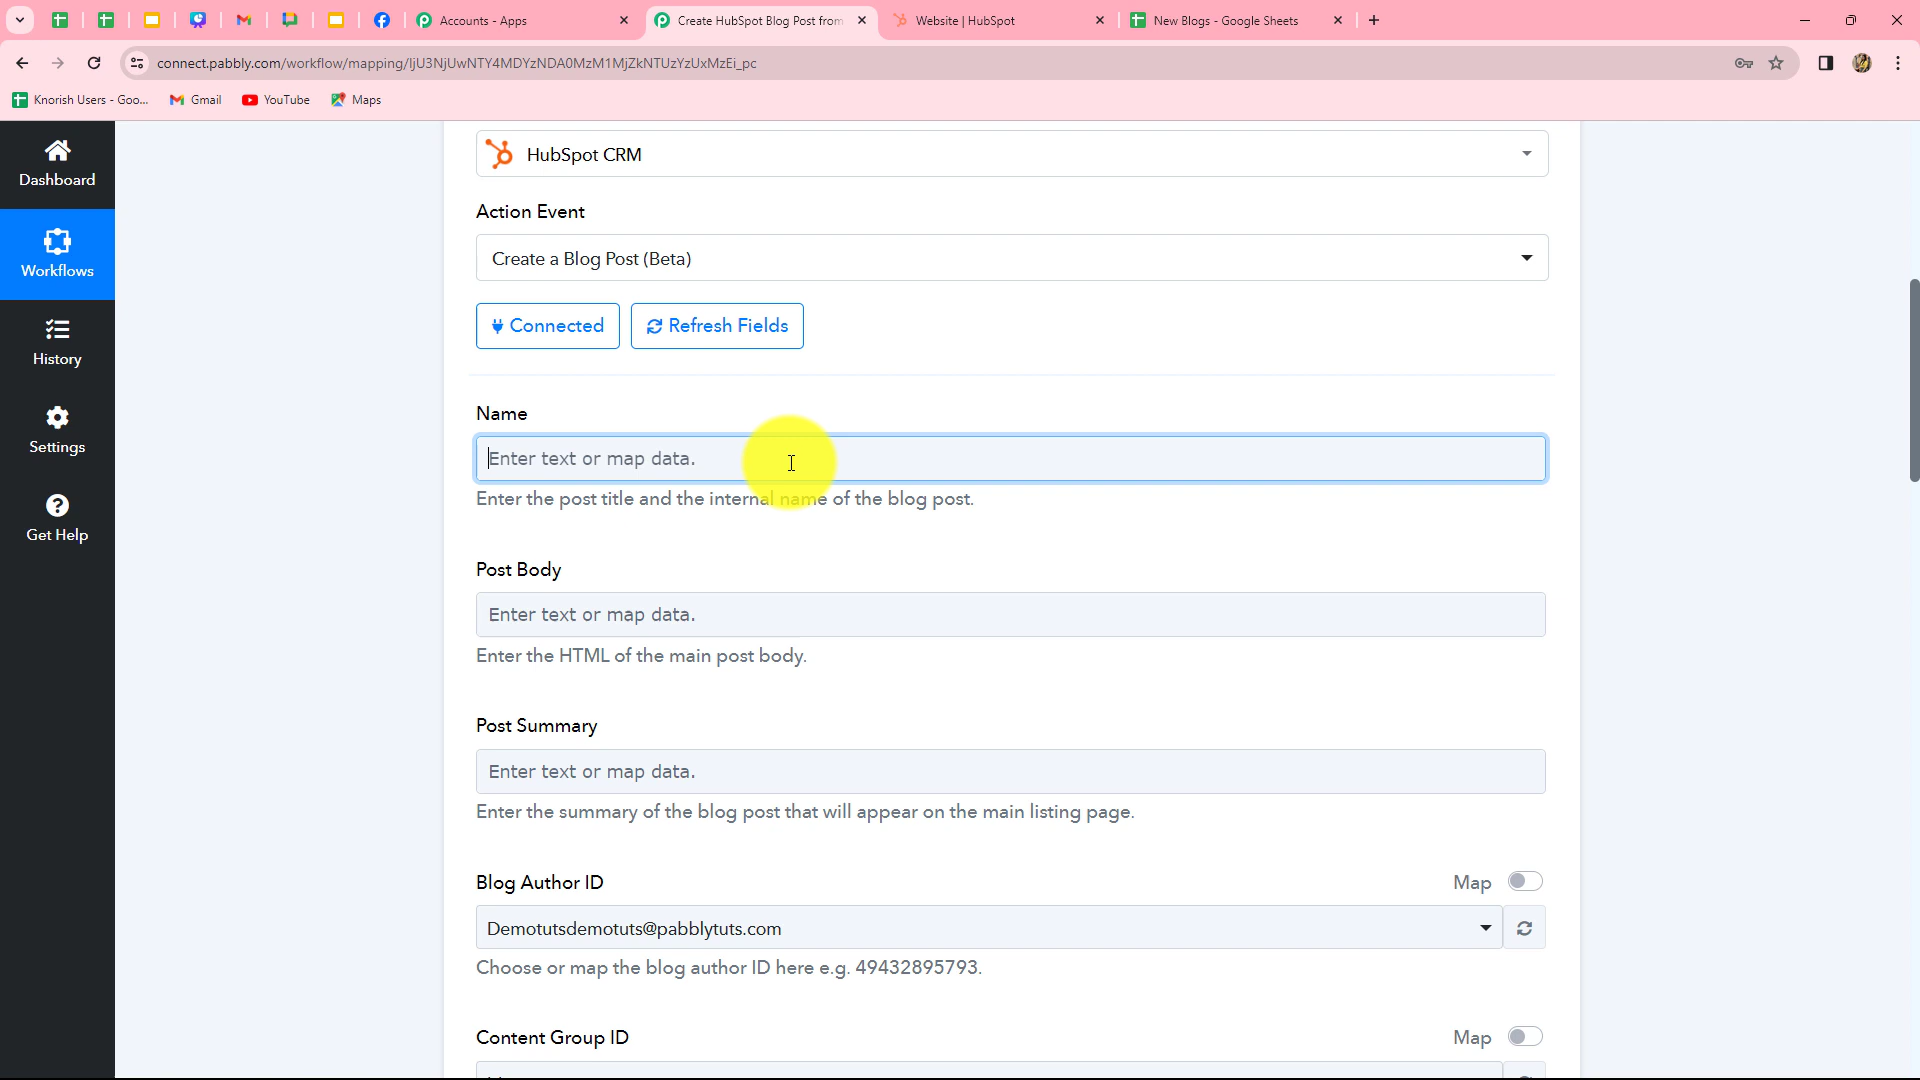 Accounts - Apps
Create HubSpot Blog Post from
Website | HubSpot
New Blogs - Google Sheets
connect.pabbly.com/workflow/mapping/IjU3NjUwNTY4MDYzNDA0MzM1MjZkNTUzYzUxMzEi_pc
Knorish Users - Goo...
Gmail
YouTube
Maps
Dashboard
Workflows
History
Settings
Get Help
HubSpot CRM
Action Event
Create a Blog Post (Beta)
Connected
Refresh Fields
Name
Enter text or map data.
Enter the post title and the internal name of the blog post.
Post Body
Enter text or map data.
Enter the HTML of the main post body.
Post Summary
Enter text or map data.
Enter the summary of the blog post that will appear on the main listing page.
Blog Author ID
Map
Demotutsdemotuts@pabblytuts.com
Choose or map the blog author ID here e.g. 49432895793.
Content Group ID
Map